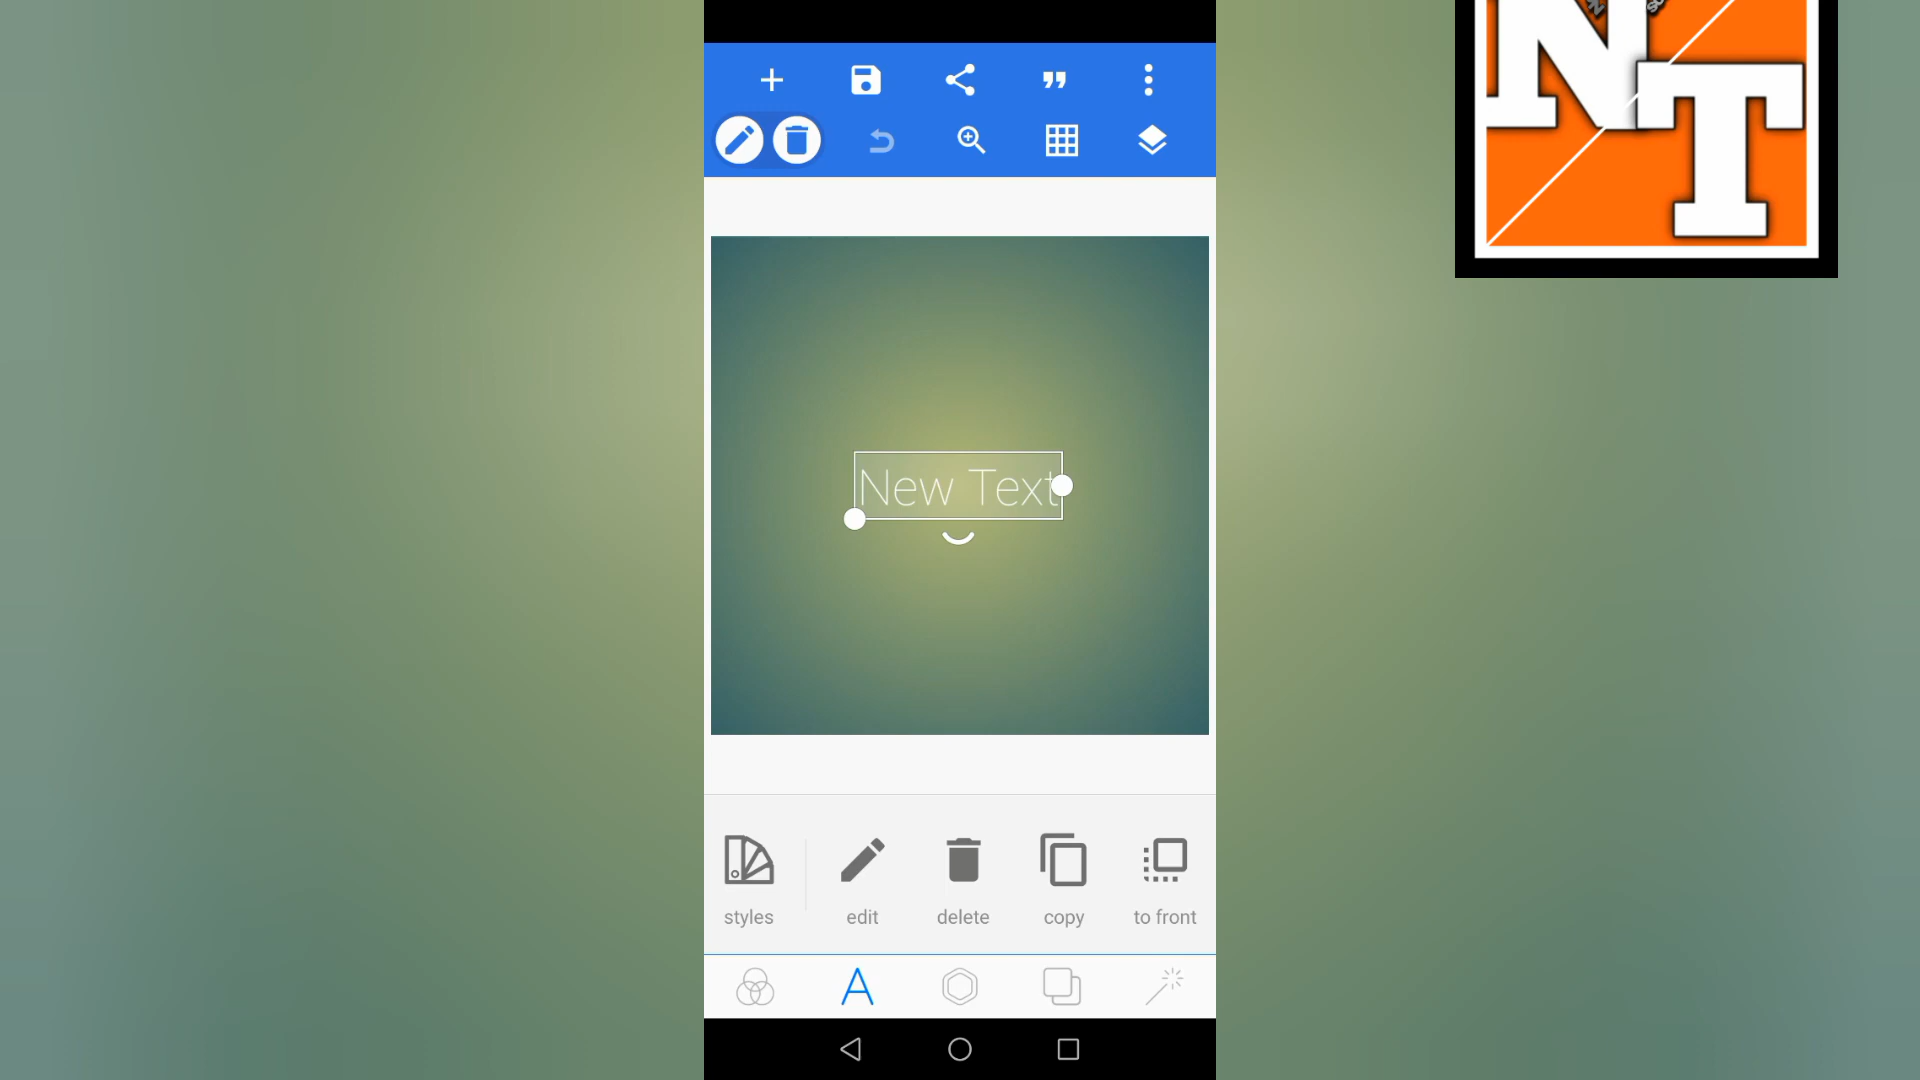 NT
New Text
styles
edit
delete
copy
to front
A